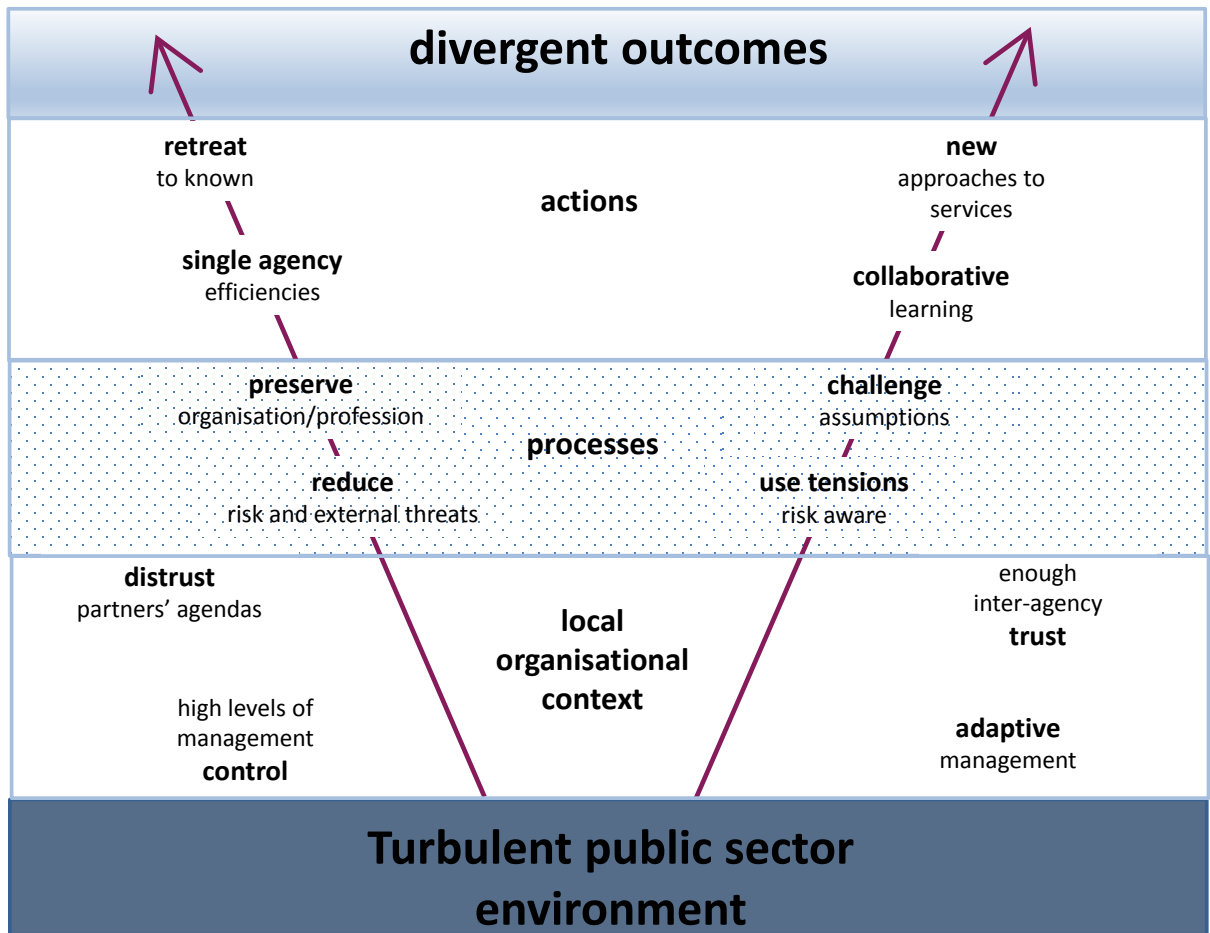 divergent outcomes
retreat
to known
single agency
efficiencies
actions
new
approaches to
services
collaborative
learning
preserve
organisation/profession
reduce
risk and external threats
processes
challenge
assumptions
use tensions
risk aware
distrust
partners’ agendas
high levels of
management
control
local
organisational
context
enough
inter-agency
trust
adaptive
management
Turbulent public sector
environment